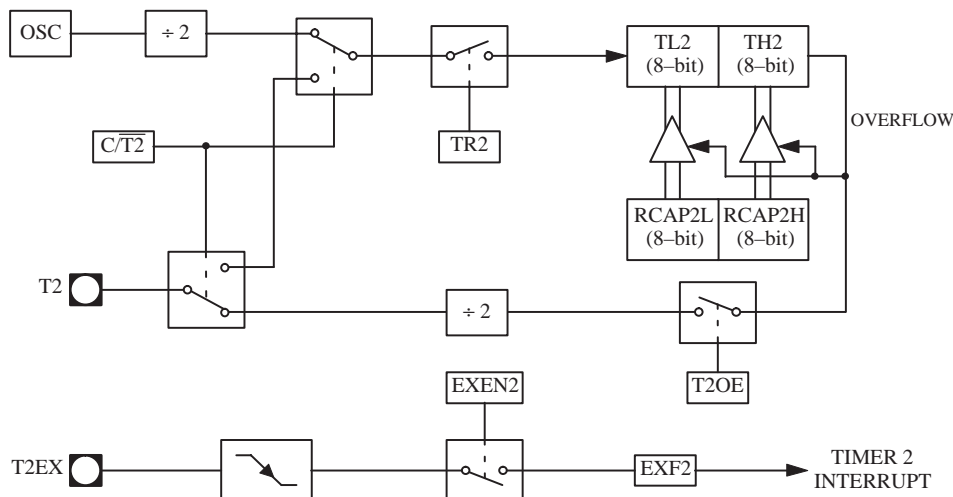 OSC
÷ 2
TL2
(8–bit)
TH2
(8–bit)
C/T̅2̅
TR2
OVERFLOW
RCAP2L
(8–bit)
RCAP2H
(8–bit)
T2
÷ 2
T2OE
EXEN2
T2EX
EXF2
TIMER 2
INTERRUPT